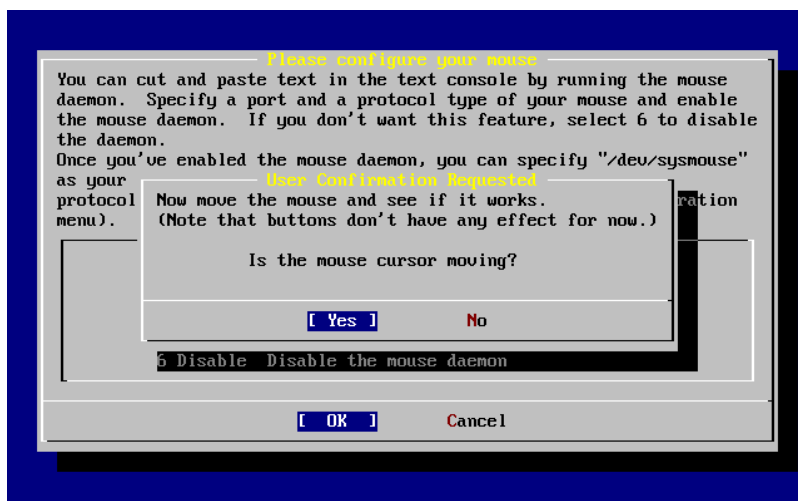 Please configure your mouse
You can cut and paste text in the text console by running the mouse
daemon.  Specify a port and a protocol type of your mouse and enable
the mouse daemon.  If you don't want this feature, select 6 to disable
the daemon.
Once you've enabled the mouse daemon, you can specify "/dev/sysmouse"
as your
protocol ration
menu).
User Confirmation Requested
Now move the mouse and see if it works.
(Note that buttons don't have any effect for now.)
Is the mouse cursor moving?
[ Yes ] No
6 Disable  Disable the mouse daemon
[ OK ] Cancel